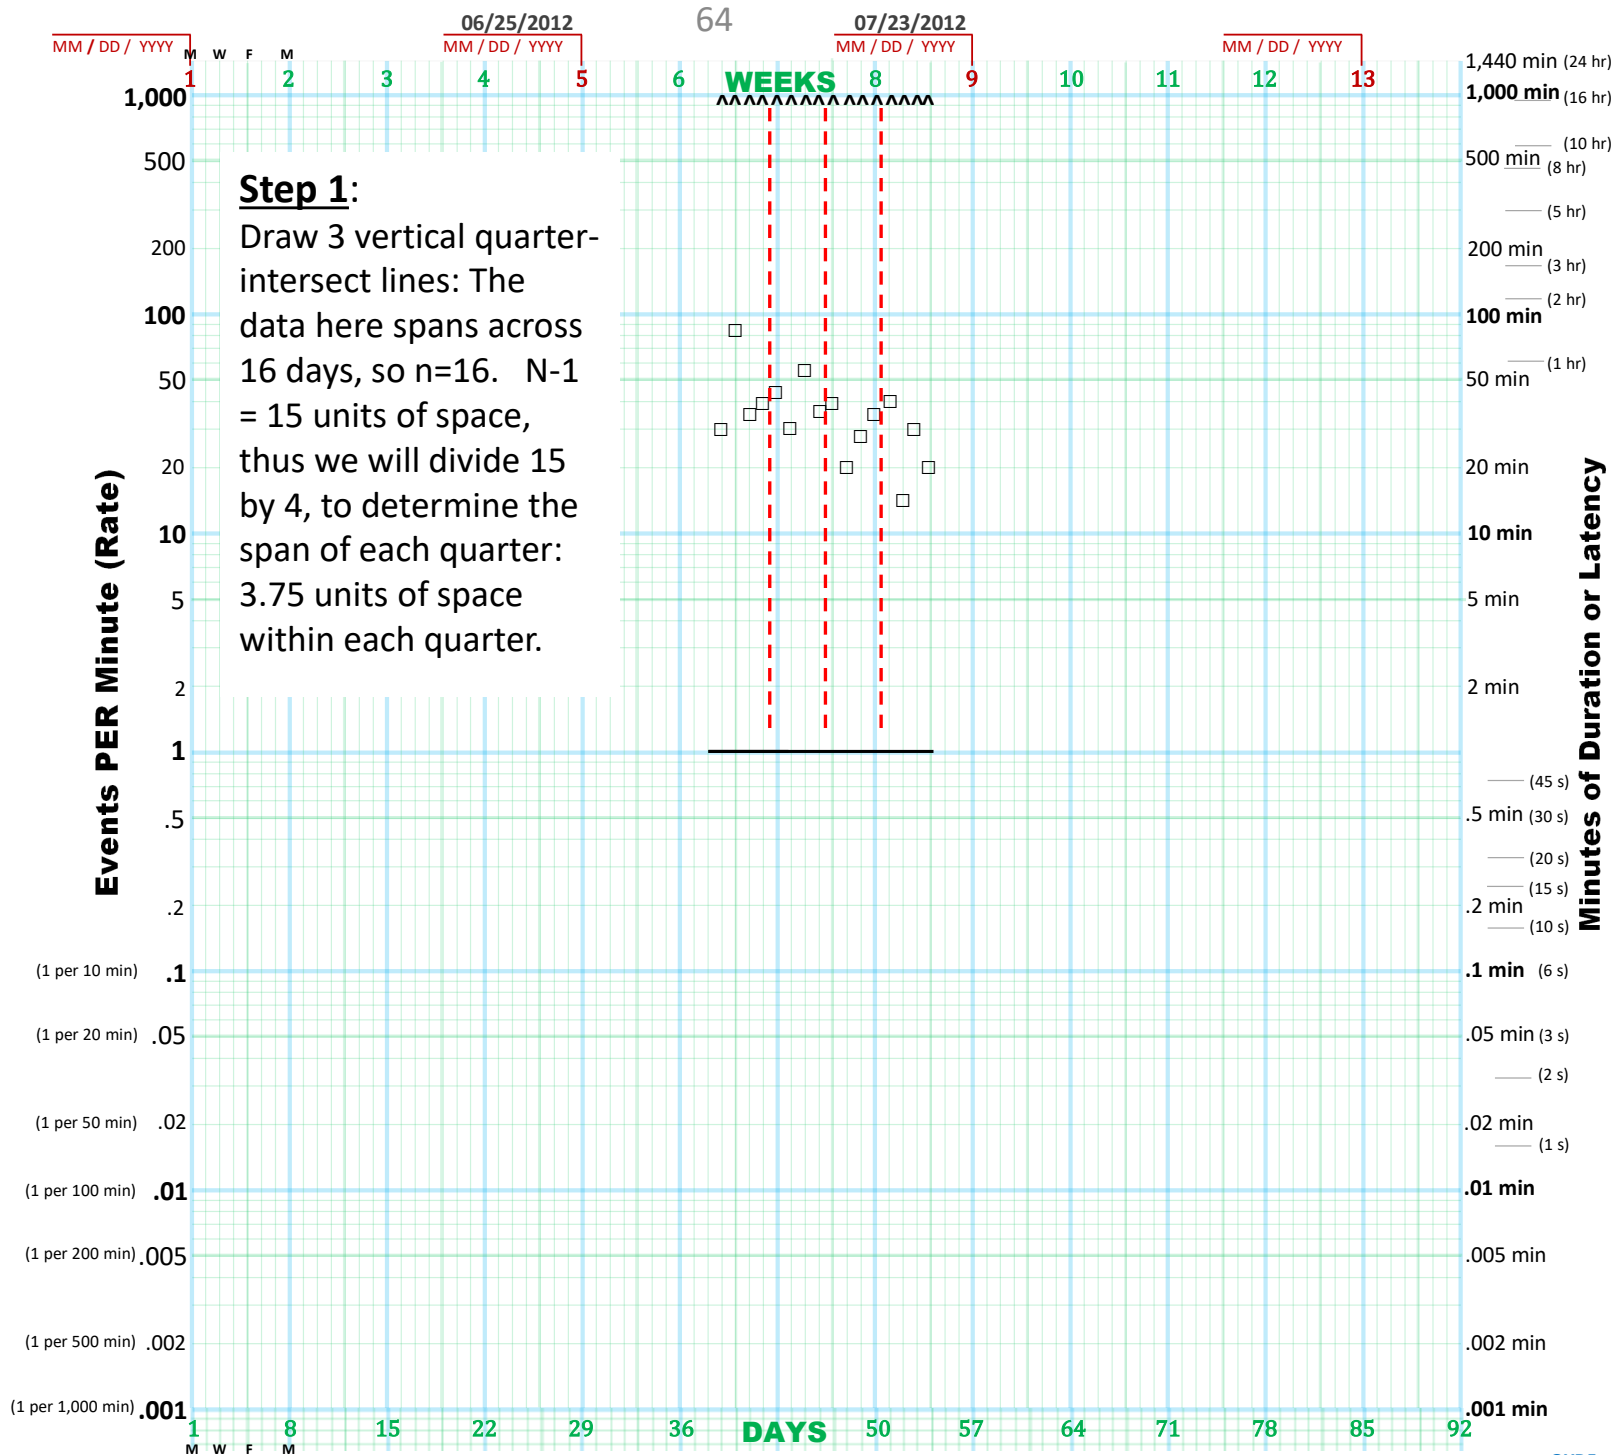 06/25/2012 64 07/23/2012
MM / DD / YYYY MM / DD / YYYY MM / DD / YYYY MM / DD / YYYY
M W F M
1 2 3 4 5 6 WEEKS 8 9 10 11 12 13
1,440 min (24 hr)
1,000 1,000 min (16 hr)
(10 hr)
500 500 min (8 hr)
(5 hr)
200 200 min (3 hr)
(2 hr)
100 100 min
(1 hr)
50 50 min
20 20 min
10 10 min
5 5 min
2 2 min
1
(45 s)
.5 .5 min (30 s)
(20 s)
(15 s)
.2 .2 min
(10 s)
(1 per 10 min) .1 .1 min (6 s)
(1 per 20 min) .05 .05 min (3 s)
(2 s)
(1 per 50 min) .02 .02 min
(1 s)
(1 per 100 min) .01 .01 min
(1 per 200 min) .005 .005 min
(1 per 500 min) .002 .002 min
(1 per 1,000 min) .001 .001 min
Step 1:
Draw 3 vertical quarter-
intersect lines: The
data here spans across
16 days, so n=16. N-1
= 15 units of space,
thus we will divide 15
by 4, to determine the
span of each quarter:
3.75 units of space
within each quarter.
Events PER Minute (Rate)
Minutes of Duration or Latency
1 8 15 22 29 36 DAYS 50 57 64 71 78 85 92
M W F M